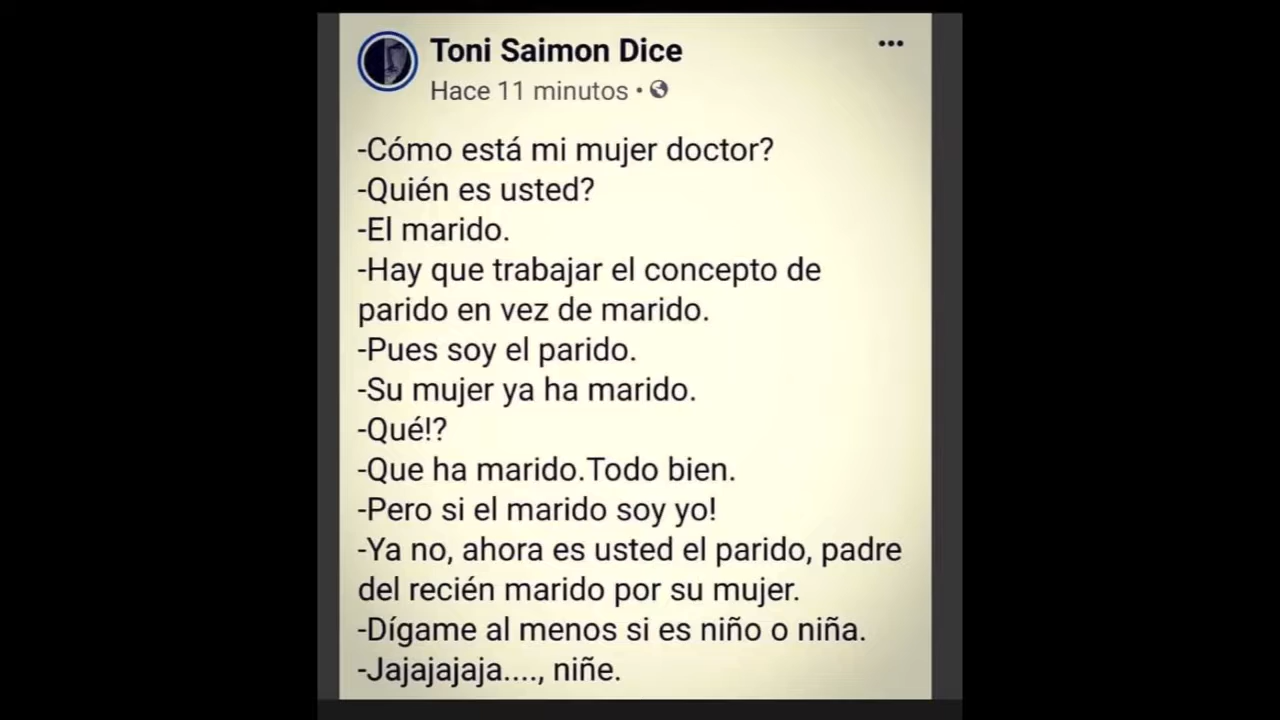 Toni Saimon Dice
Hace 11 minutos •
-Cómo está mi mujer doctor?
-Quién es usted?
-El marido.
-Hay que trabajar el concepto de
parido en vez de marido.
-Pues soy el parido.
-Su mujer ya ha marido.
-Qué!?
-Que ha marido.Todo bien.
-Pero si el marido soy yo!
-Ya no, ahora es usted el parido, padre
del recién marido por su mujer.
-Dígame al menos si es niño o niña.
-Jajajajaja...., niñe.